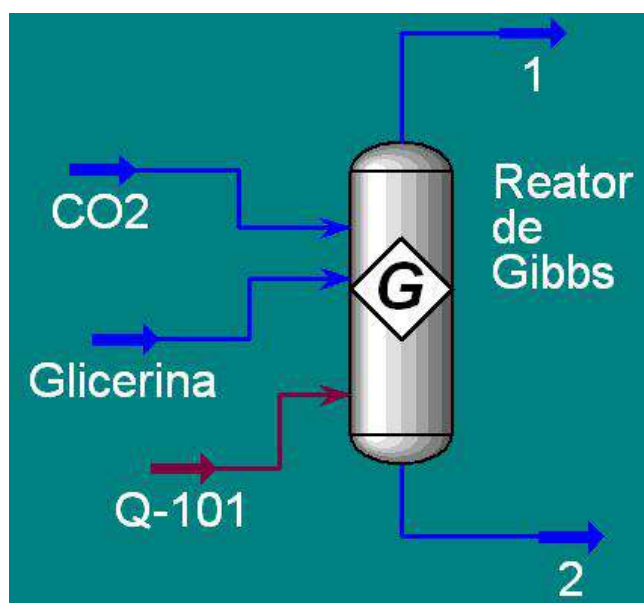 1
CO2
Reator
de
Gibbs
G
Glicerina
Q-101
2